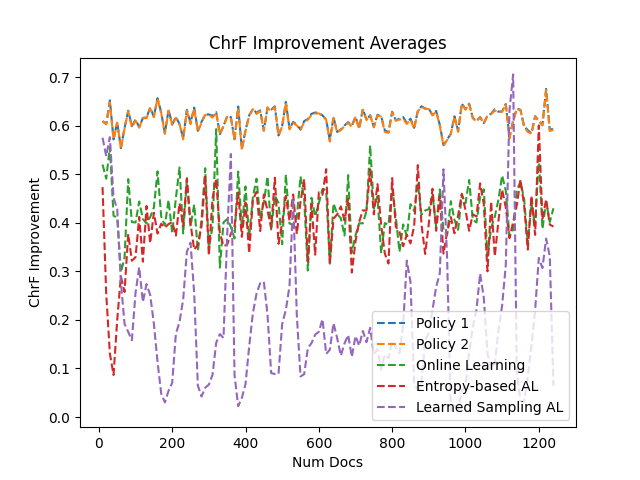 ChrF Improvement Averages
ChrF Improvement
0.7
0.6
0.5
0.4
0.3
0.2
0.1
0.0
0 200 400 600 800 1000 1200
Num Docs
Policy 1
Policy 2
Online Learning
Entropy-based AL
Learned Sampling AL